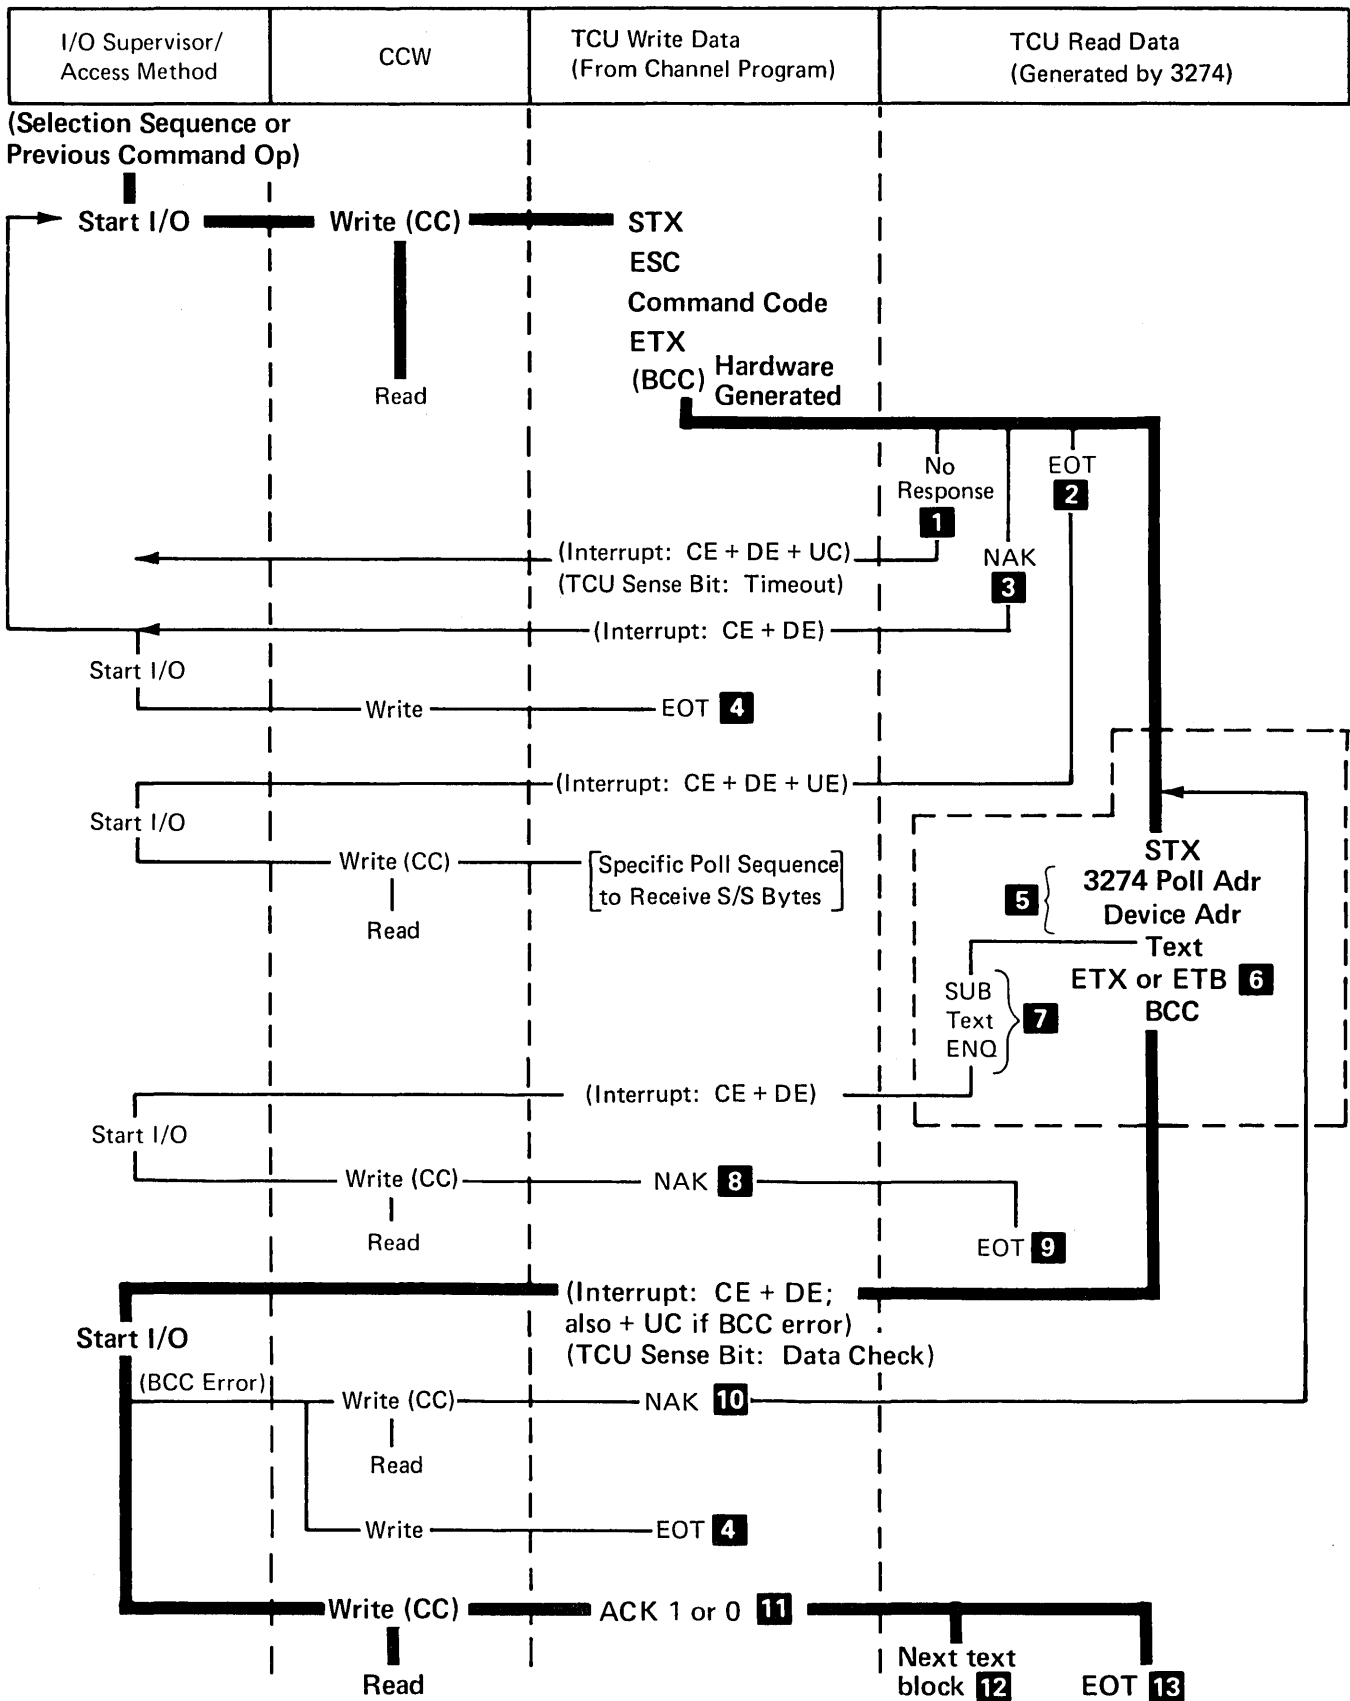 I/O Supervisor/
Access Method
CCW
TCU Write Data
(From Channel Program)
TCU Read Data
(Generated by 3274)
(Selection Sequence or
Previous Command Op)
Start I/O
Write (CC)
STX
ESC
Command Code
ETX
(BCC) Hardware
Generated
Read
No
Response
1
EOT
2
(Interrupt: CE + DE + UC)
(TCU Sense Bit: Timeout)
NAK
3
(Interrupt: CE + DE)
Start I/O
Write
EOT 4
(Interrupt: CE + DE + UE)
Start I/O
Write (CC)
[Specific Poll Sequence
to Receive S/S Bytes]
Read
STX
5
3274 Poll Adr
Device Adr
Text
ETX or ETB 6
BCC
SUB
Text
ENQ
7
(Interrupt: CE + DE)
Start I/O
Write (CC)
NAK 8
Read
EOT 9
(Interrupt: CE + DE;
also + UC if BCC error)
(TCU Sense Bit: Data Check)
Start I/O
(BCC Error)
Write (CC)
NAK 10
Read
Write
EOT 4
Write (CC)
ACK 1 or 0 11
Read
Next text
block 12
EOT 13